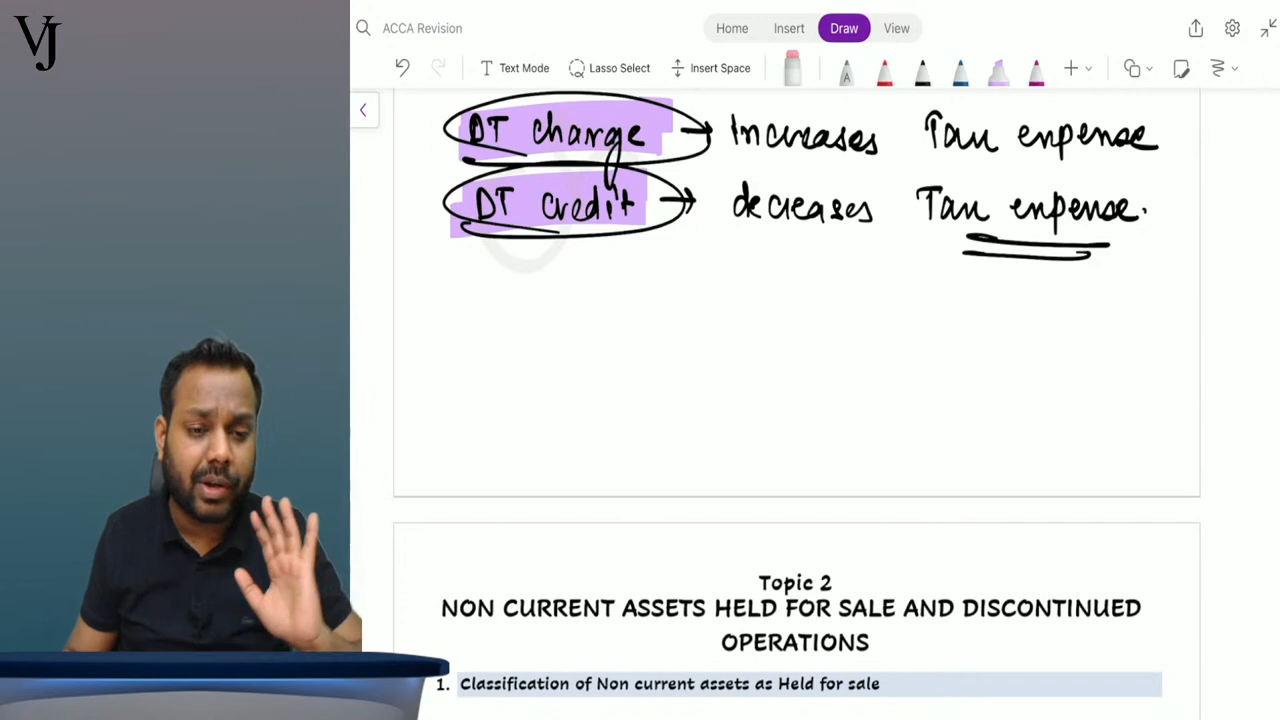 VJ
ACCA Revision
Home Insert Draw View
Text Mode Lasso Select Insert Space
DT charge → Increases Tax expense
DT credit → decreases Tax expense.
Topic 2
NON CURRENT ASSETS HELD FOR SALE AND DISCONTINUED
OPERATIONS
1. Classification of Non current assets as Held for sale